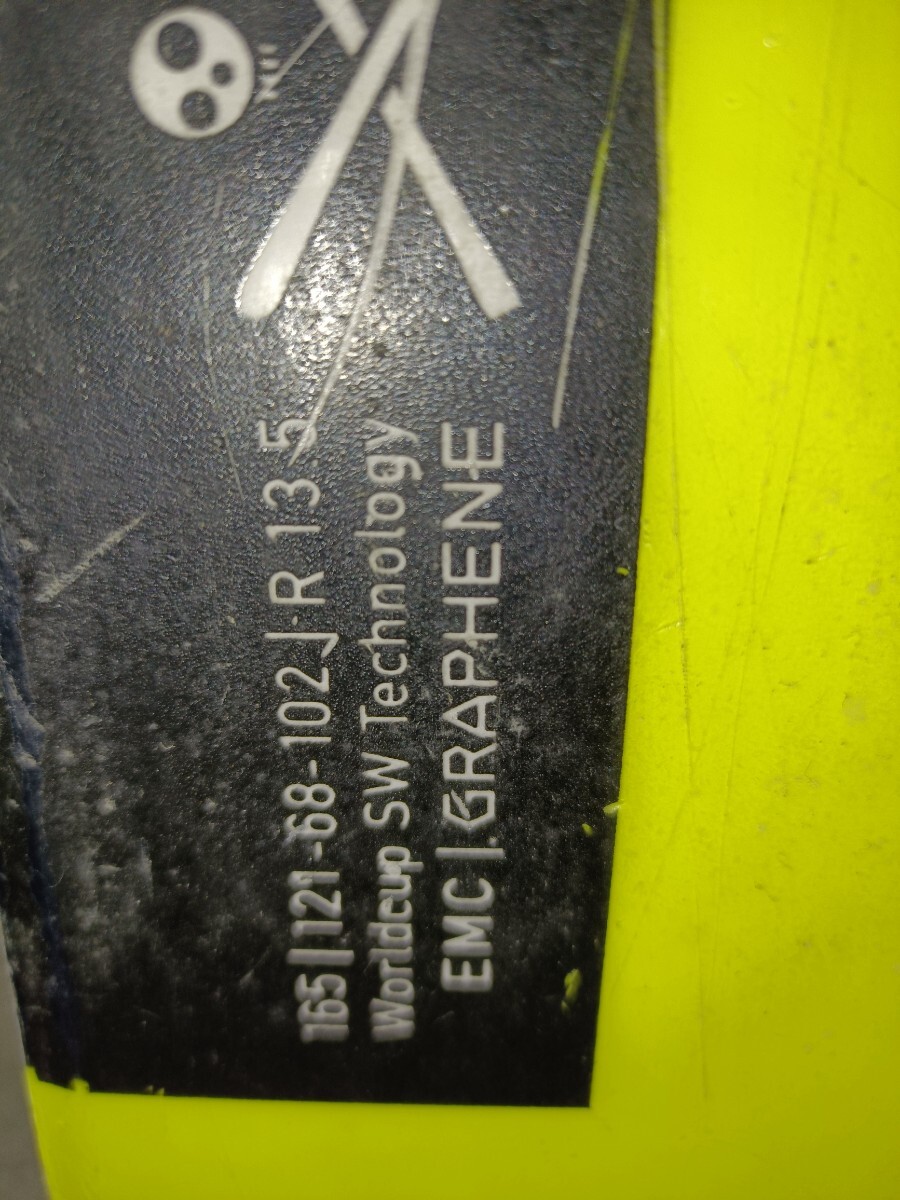 165 | 121-68-102 | R 13.5
Worldcup SW Technology
EMC | GRAPHENE